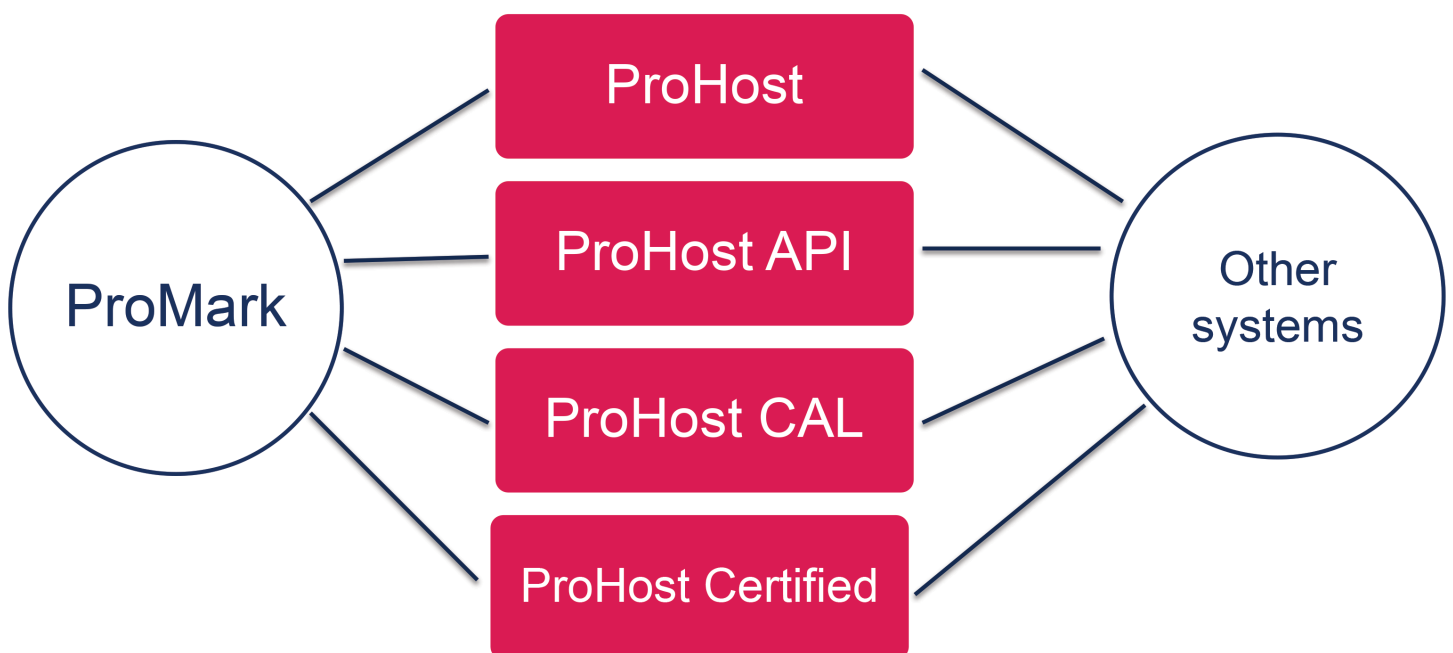 ProHost
ProHost API
ProMark
Other
systems
ProHost CAL
ProHost Certified